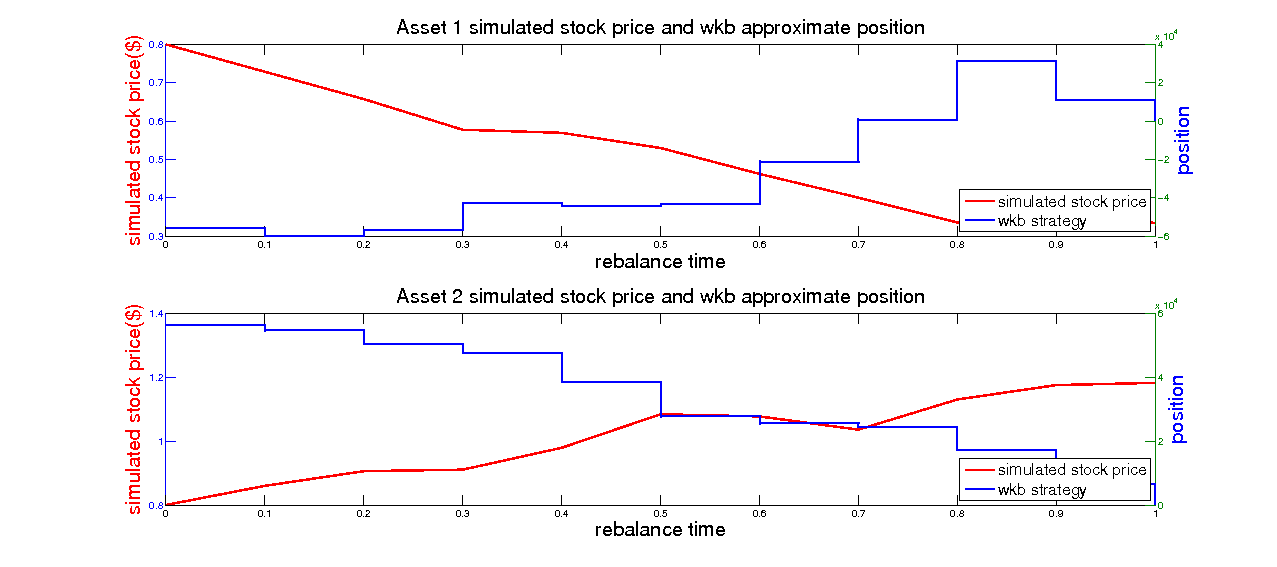 Asset 1 simulated stock price and wkb approximate position
simulated stock price($)
0.8
0.7
0.6
0.5
0.4
0.3
x 10^4
4
2
0
-2
-4
-6
position
simulated stock price
wkb strategy
0 0.1 0.2 0.3 0.4 0.5 0.6 0.7 0.8 0.9 1
rebalance time
Asset 2 simulated stock price and wkb approximate position
simulated stock price($)
1.4
1.2
1
0.8
x 10^4
6
4
2
0
position
simulated stock price
wkb strategy
0 0.1 0.2 0.3 0.4 0.5 0.6 0.7 0.8 0.9 1
rebalance time